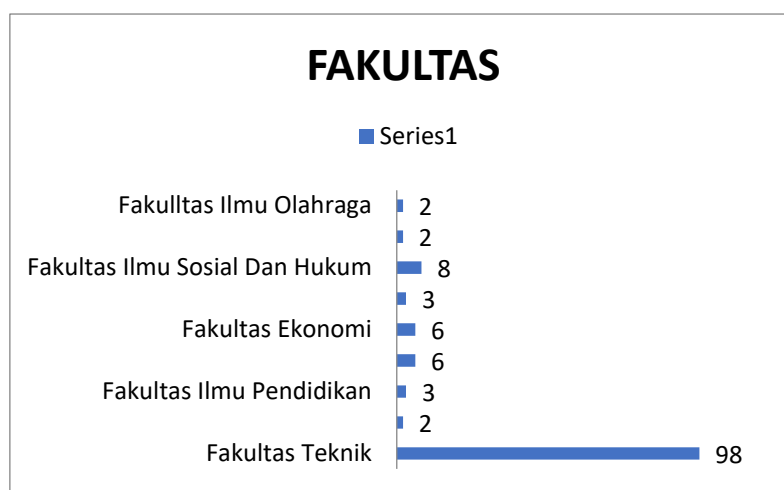 FAKULTAS
Series1
Fakulltas Ilmu Olahraga 2
2
Fakultas Ilmu Sosial Dan Hukum 8
3
Fakultas Ekonomi 6
6
Fakultas Ilmu Pendidikan 3
2
Fakultas Teknik 98